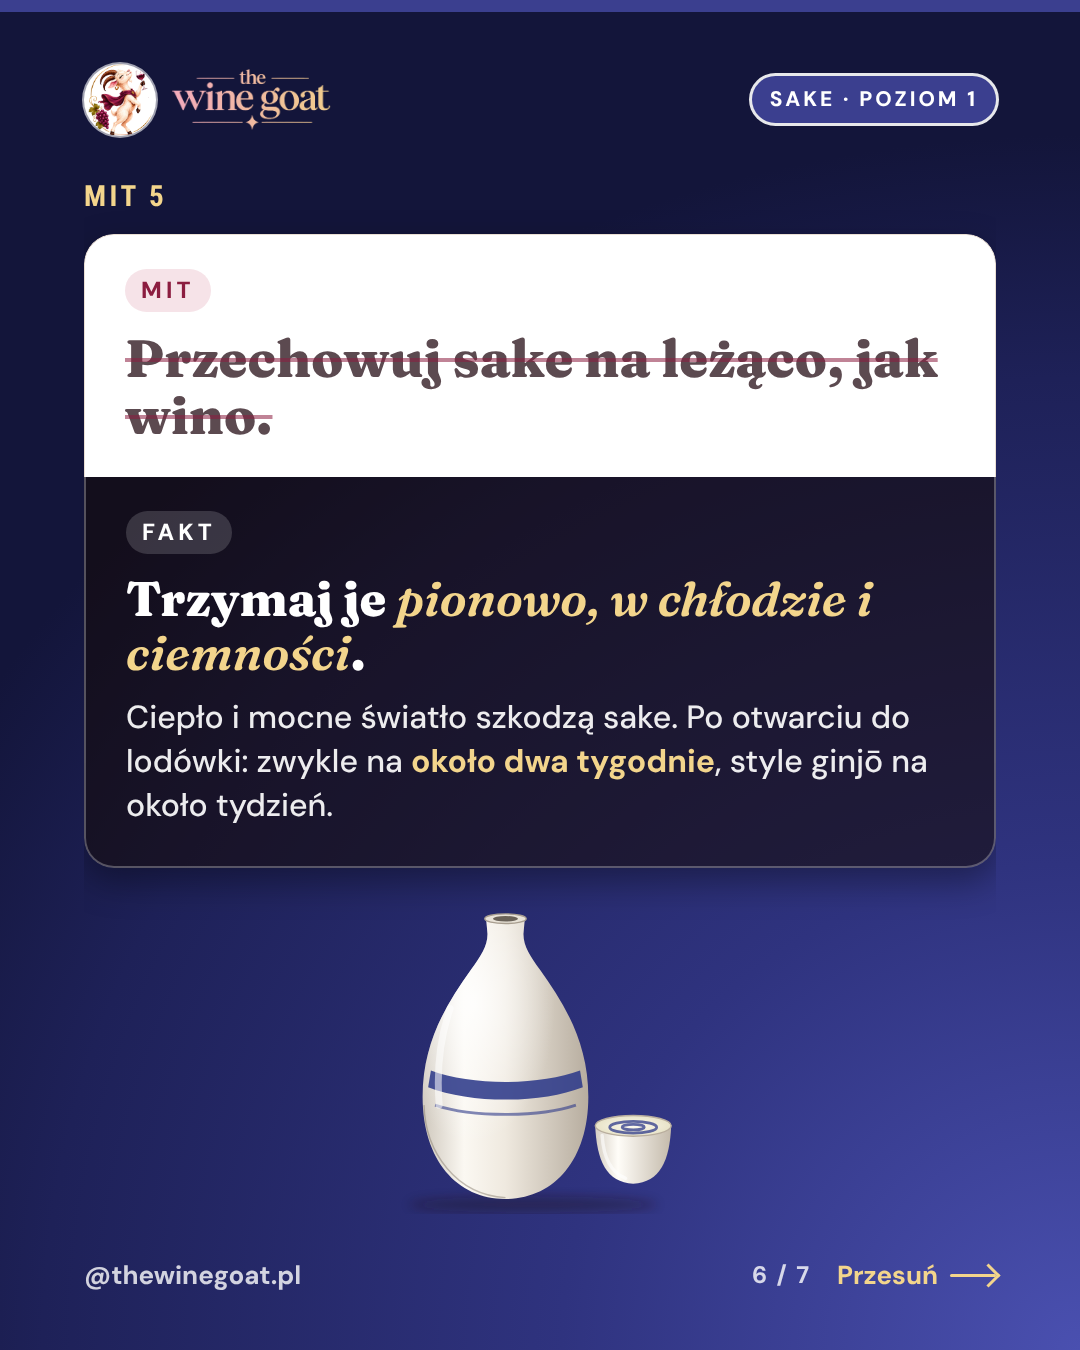 the
wine goat
SAKE · POZIOM 1
MIT 5
MIT
Przechowuj sake na leżąco, jak
wino.
FAKT
Trzymaj je pionowo, w chłodzie i
ciemności.
Ciepło i mocne światło szkodzą sake. Po otwarciu do
lodówki: zwykle na około dwa tygodnie, style ginjō na
około tydzień.
@thewinegoat.pl
6 / 7 Przesuń